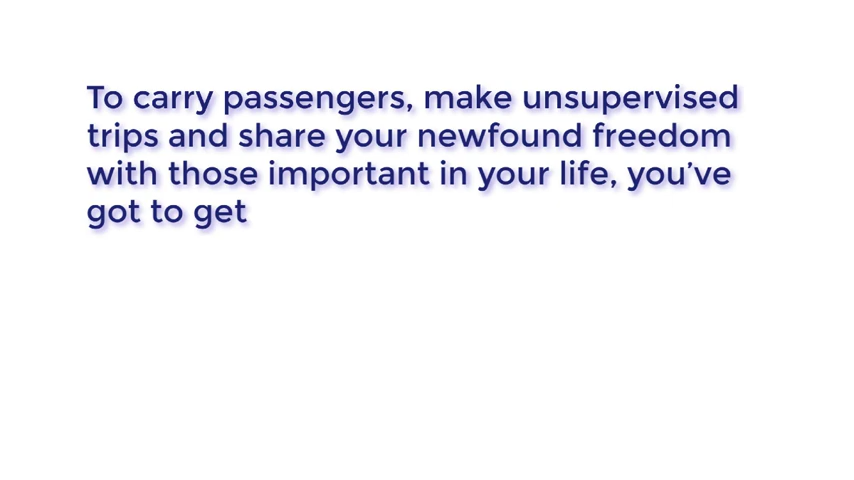 To carry passengers, make unsupervised
trips and share your newfound freedom
with those important in your life, you’ve
got to get